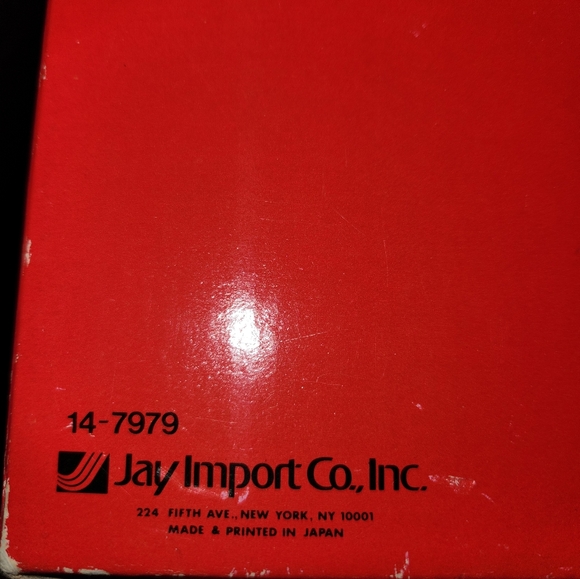 14-7979
Jay Import Co., Inc.
224 FIFTH AVE., NEW YORK, NY 10001
MADE & PRINTED IN JAPAN